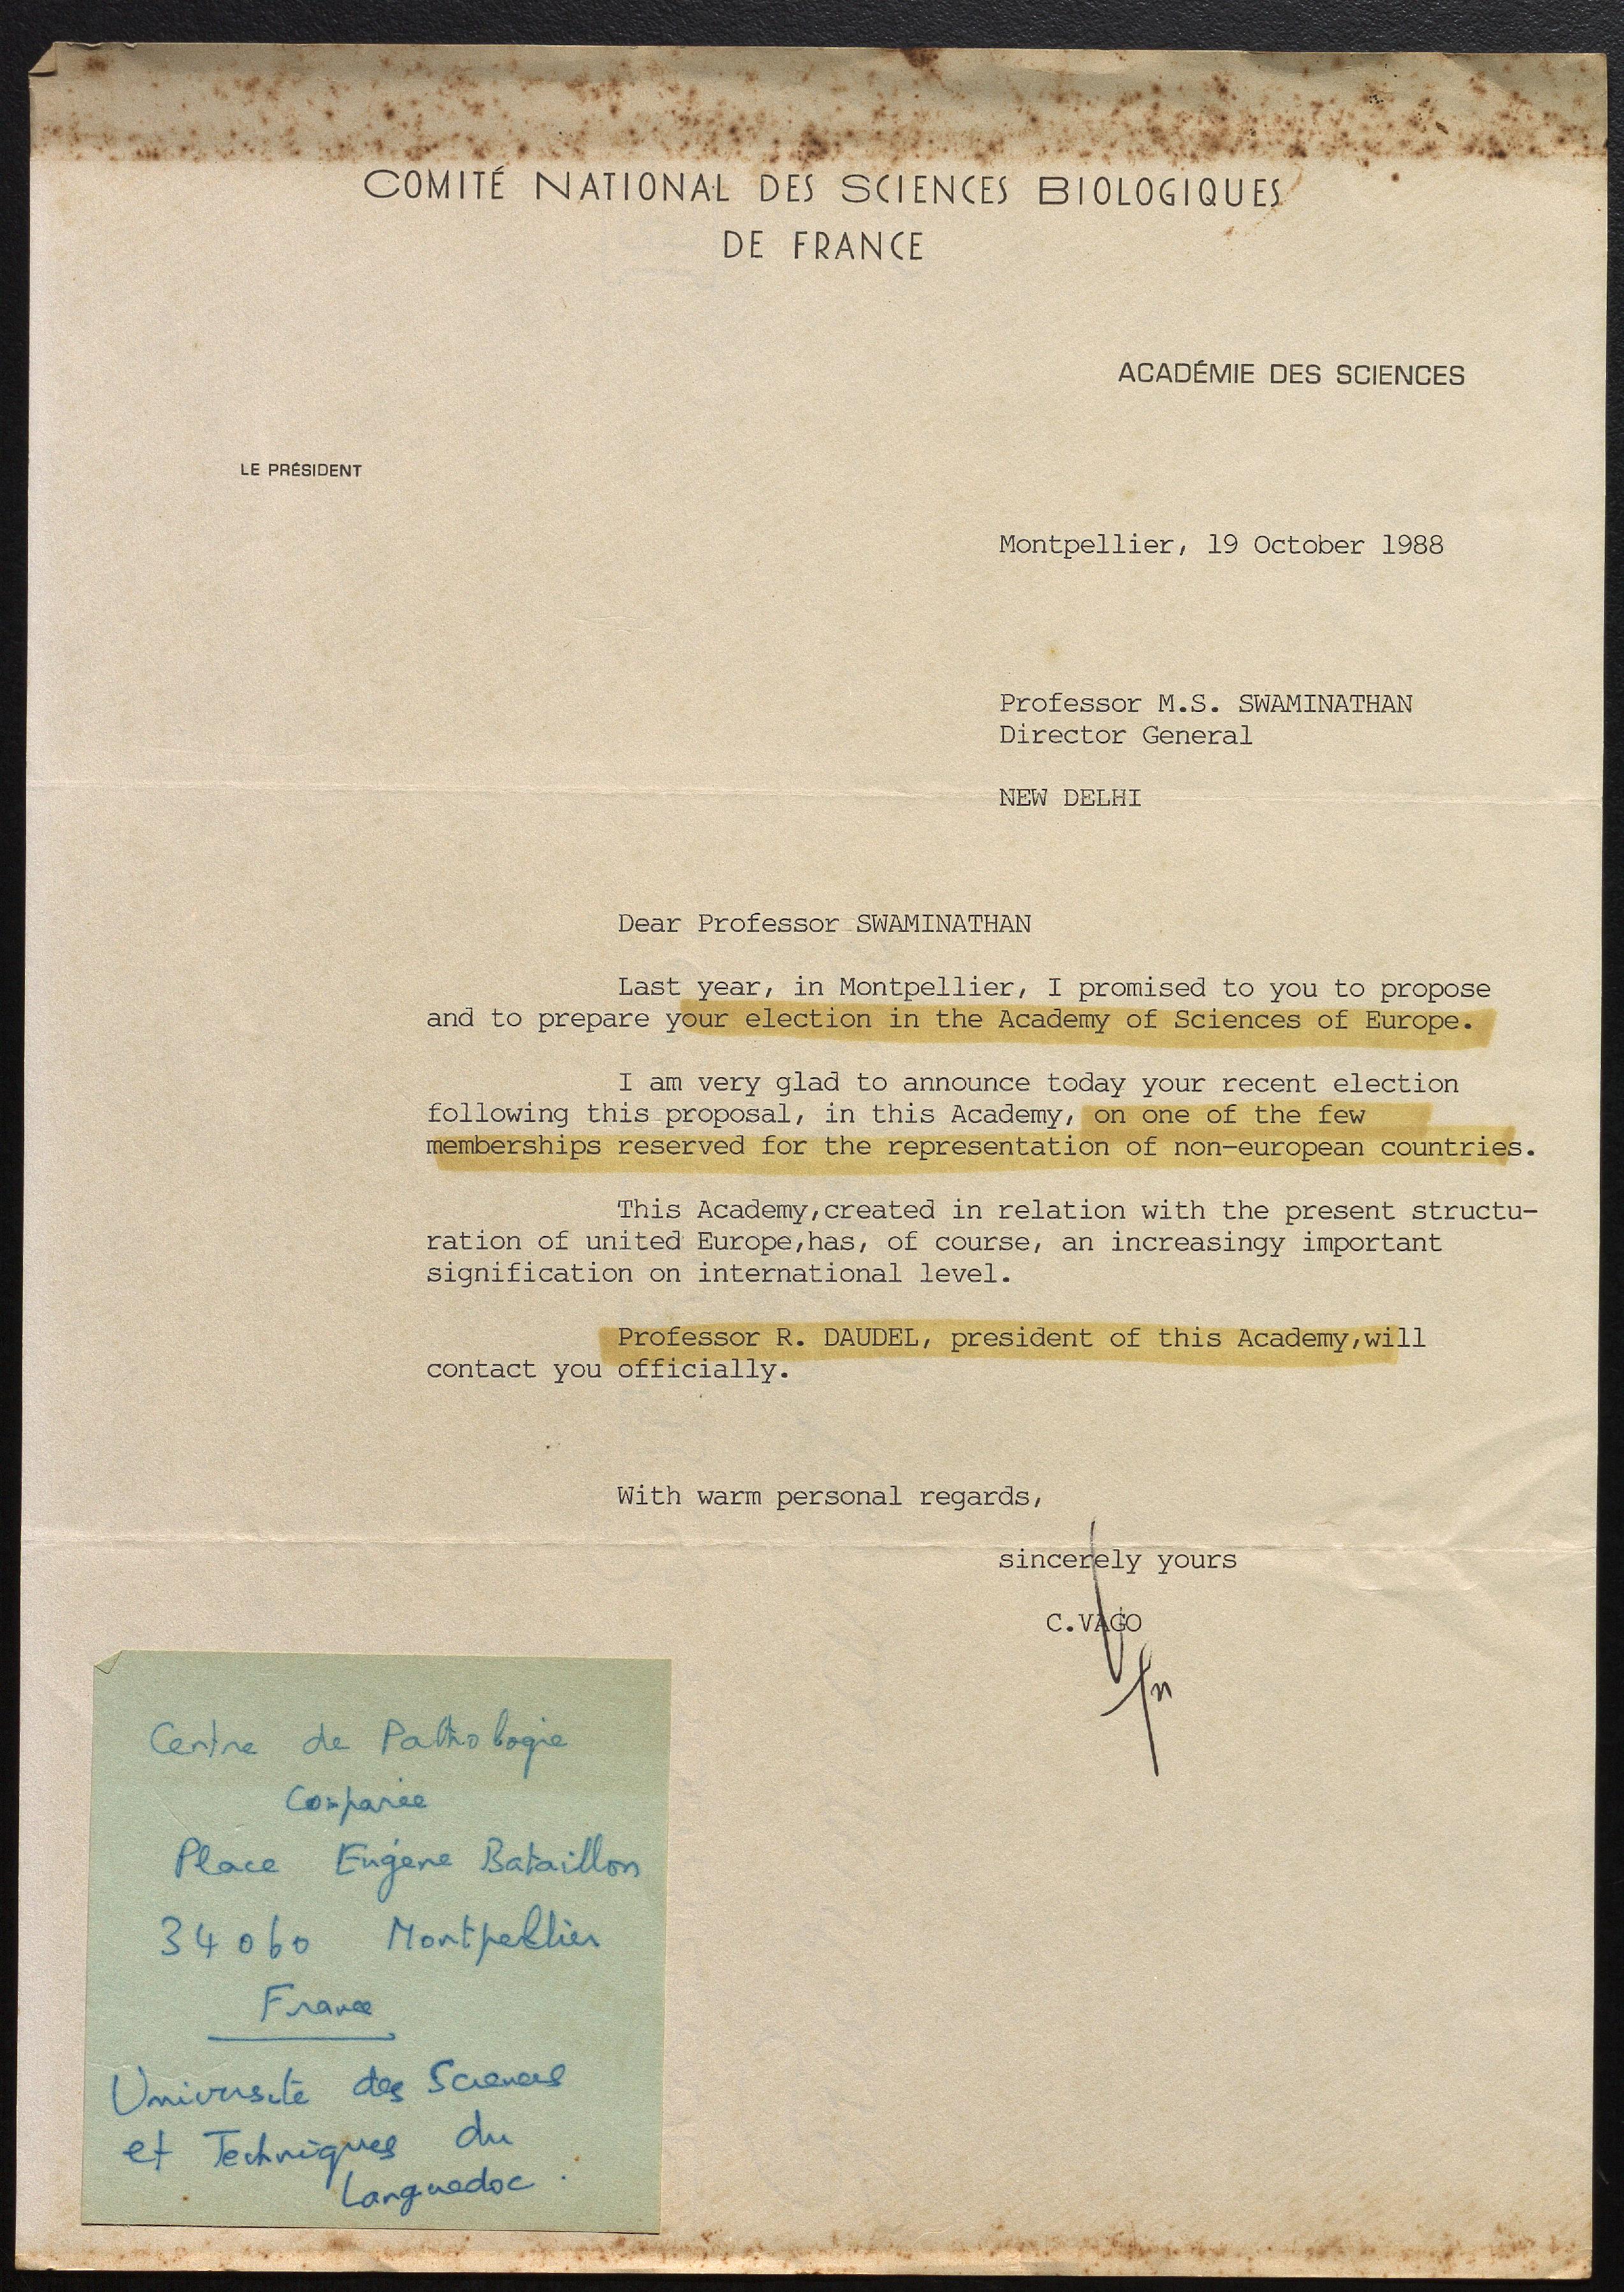 COMITÉ NATIONAL DES SCIENCES BIOLOGIQUES
DE FRANCE
ACADÉMIE DES SCIENCES
LE PRÉSIDENT
Montpellier, 19 October 1988
Professor M.S. SWAMINATHAN
Director General
NEW DELHI
Dear Professor SWAMINATHAN
Last year, in Montpellier, I promised to you to propose
and to prepare your election in the Academy of Sciences of Europe.
I am very glad to announce today your recent election
following this proposal, in this Academy, on one of the few
memberships reserved for the representation of non-european countries.
This Academy,created in relation with the present structu-
ration of united Europe,has, of course, an increasingy important
signification on international level.
Professor R. DAUDEL, president of this Academy,will
contact you officially.
With warm personal regards,
sincerely yours
C.VAGO
Centre de Pathologie
Comparée
Place Eugène Bataillon
34060 Montpellier
France
Université des Sciences
et Techniques du
Languedoc.